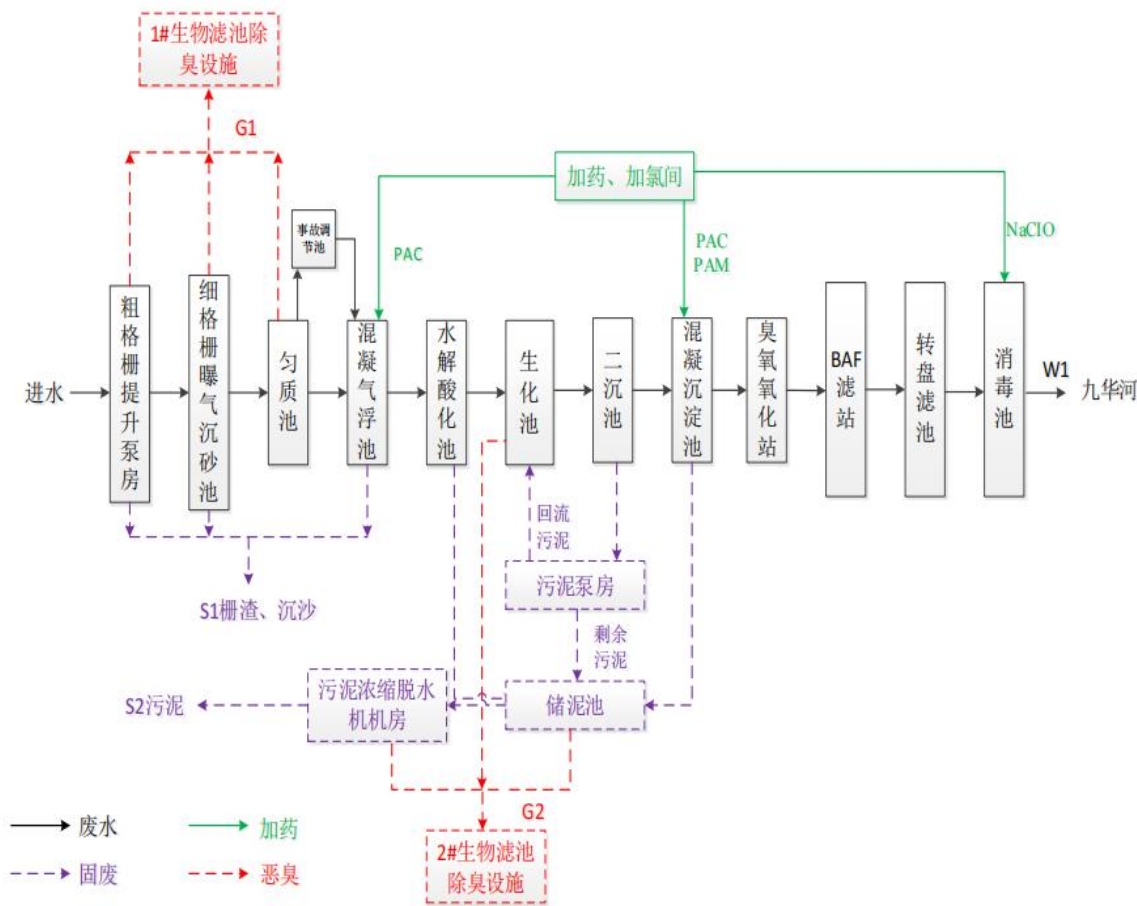 1#生物滤池除
臭设施
G1
加药、加氯间
事故调
节池
PAC
PAC
PAM
NaClO
进水
粗格栅提升泵房
细格栅曝气沉砂池
匀质池
混凝气浮池
水解酸化池
生化池
二沉池
混凝沉淀池
臭氧氧化站
BAF
滤站
转盘滤池
消毒池
W1
九华河
回流
污泥
污泥泵房
S1栅渣、沉沙
剩余
污泥
S2污泥
污泥浓缩脱水
机机房
储泥池
G2
2#生物滤池
除臭设施
废水
加药
固废
恶臭